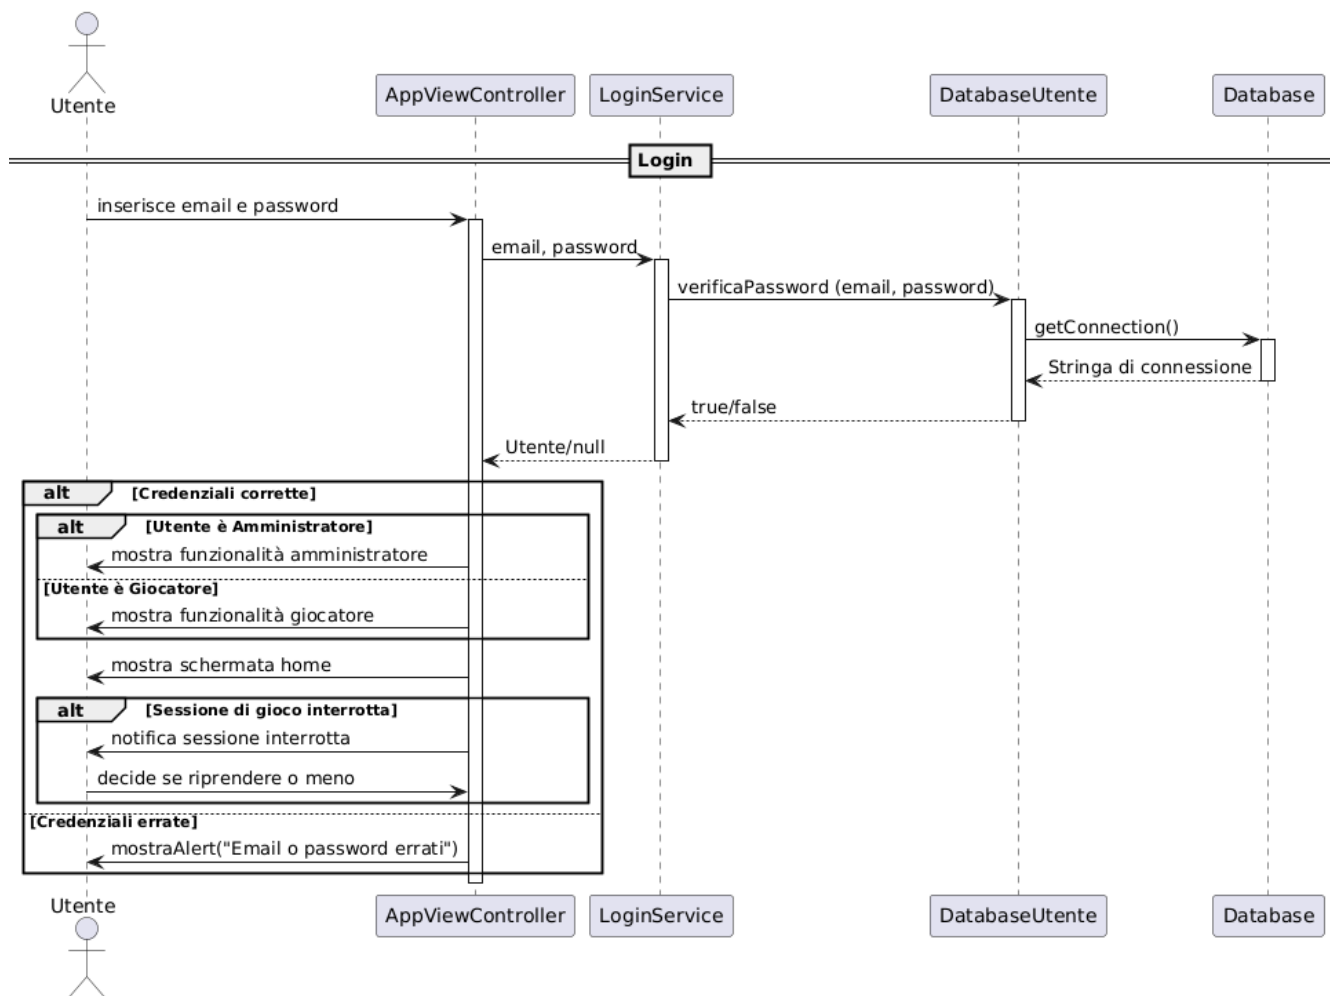 Utente
AppViewController
LoginService
DatabaseUtente
Database
Login
inserisce email e password
email, password
verificaPassword (email, password)
getConnection()
Stringa di connessione
true/false
Utente/null
alt [Credenziali corrette]
alt [Utente è Amministratore]
mostra funzionalità amministratore
[Utente è Giocatore]
mostra funzionalità giocatore
mostra schermata home
alt [Sessione di gioco interrotta]
notifica sessione interrotta
decide se riprendere o meno
[Credenziali errate]
mostraAlert("Email o password errati")
Utente
AppViewController
LoginService
DatabaseUtente
Database